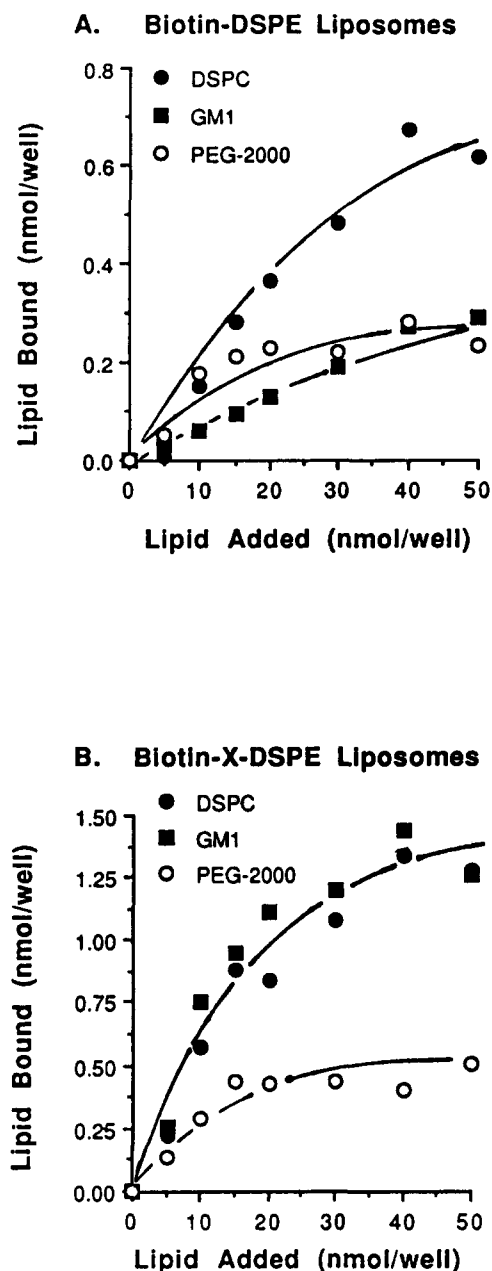 A. Biotin-DSPE Liposomes
0.8
0.6
0.4
0.2
0.0
Lipid Bound (nmol/well)
DSPC
GM1
PEG-2000
0 10 20 30 40 50
Lipid Added (nmol/well)
B. Biotin-X-DSPE Liposomes
1.50
1.25
1.00
0.75
0.50
0.25
0.00
Lipid Bound (nmol/well)
DSPC
GM1
PEG-2000
0 10 20 30 40 50
Lipid Added (nmol/well)